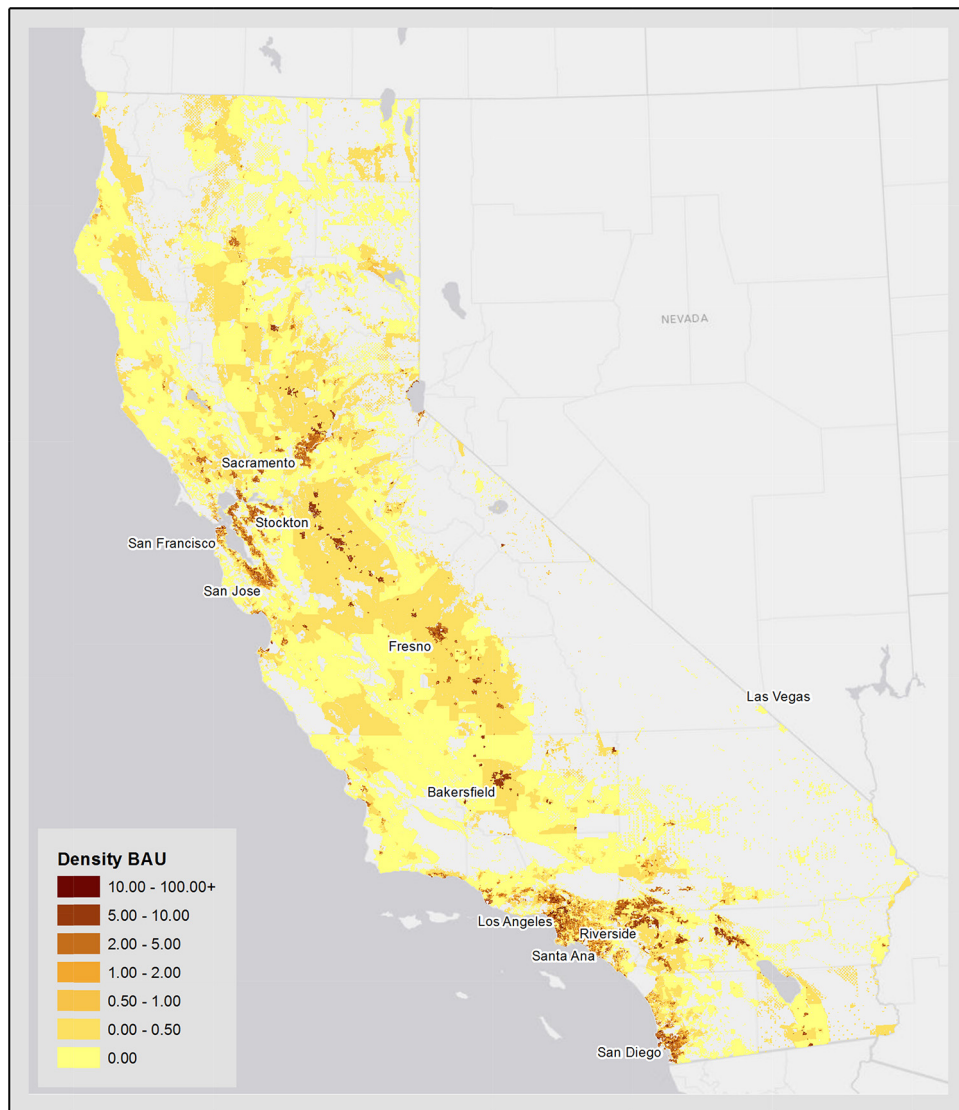 NEVADA
Sacramento
Stockton
San Francisco
San Jose
Fresno
Las Vegas
Bakersfield
Density BAU
10.00 - 100.00+
5.00 - 10.00
2.00 - 5.00
1.00 - 2.00
0.50 - 1.00
0.00 - 0.50
0.00
Los Angeles
Riverside
Santa Ana
San Diego